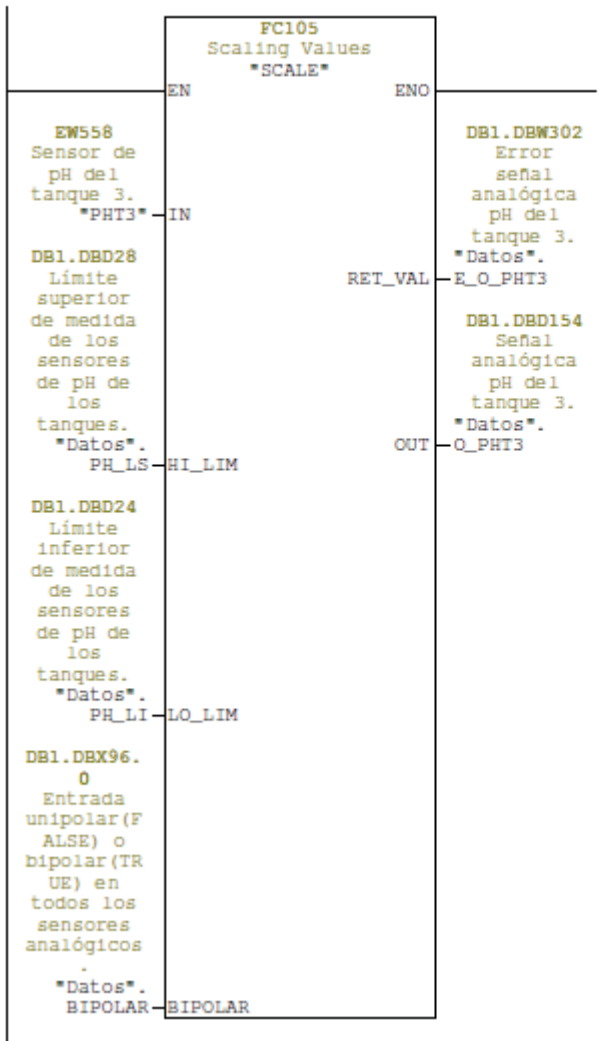 FC105
Scaling Values
"SCALE"
EN
ENO
EW558
Sensor de
pH del
tanque 3.
"PHT3"
IN
DB1.DBD28
Límite
superior
de medida
de los
sensores
de pH de
los
tanques.
"Datos".
PH_LS
HI_LIM
DB1.DBD24
Límite
inferior
de medida
de los
sensores
de pH de
los
tanques.
"Datos".
PH_LI
LO_LIM
DB1.DBX96.
0
Entrada
unipolar(F
ALSE) o
bipolar(TR
UE) en
todos los
sensores
analógicos
.
"Datos".
BIPOLAR
BIPOLAR
DB1.DBW302
Error
señal
analógica
pH del
tanque 3.
"Datos".
RET_VAL
E_O_PHT3
DB1.DBD154
Señal
analógica
pH del
tanque 3.
"Datos".
OUT
O_PHT3